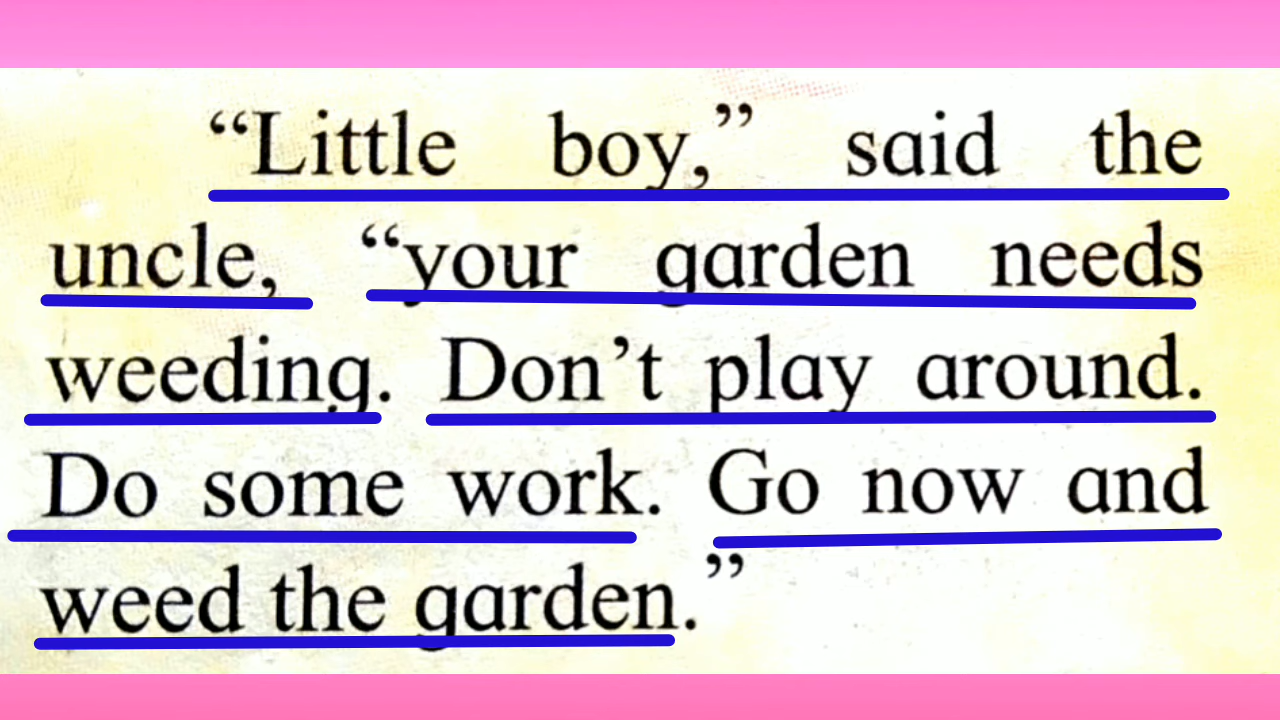 “Little boy,” said the
uncle, “your garden needs
weeding. Don’t play around.
Do some work. Go now and
weed the garden.”